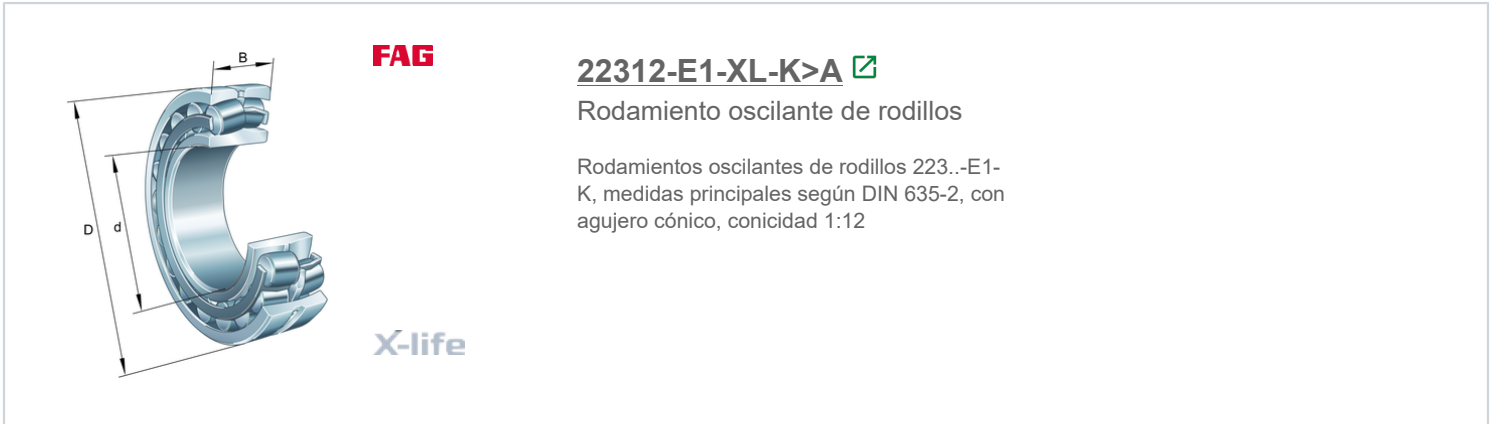 B
FAG
22312-E1-XL-K>A
Rodamiento oscilante de rodillos
Rodamientos oscilantes de rodillos 223..-E1-
K, medidas principales según DIN 635-2, con
agujero cónico, conicidad 1:12
D
d
X-life